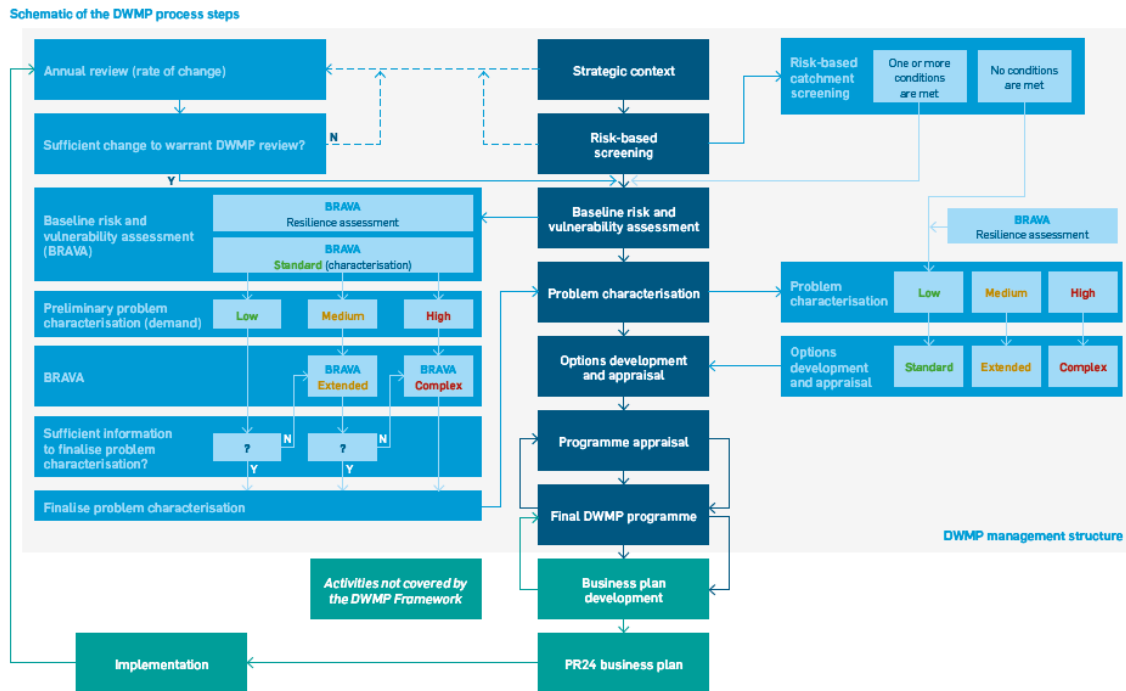 Schematic of the DWMP process steps
Annual review (rate of change)
Strategic context
Risk-based
catchment
screening
One or more
conditions
are met
No conditions
are met
Sufficient change to warrant DWMP review?
N
Risk-based
screening
Y
Baseline risk and
vulnerability assessment
(BRAVA)
BRAVA
Resilience assessment
BRAVA
Standard (characterisation)
Baseline risk and
vulnerability assessment
BRAVA
Resilience assessment
Preliminary problem
characterisation (demand)
Low
Medium
High
Problem characterisation
Problem
characterisation
Low
Medium
High
BRAVA
BRAVA
Extended
BRAVA
Complex
Options development
and appraisal
Options
development
and appraisal
Standard
Extended
Complex
Sufficient information
to finalise problem
characterisation?
?
N
?
N
Y
Y
Programme appraisal
Finalise problem characterisation
Final DWMP programme
DWMP management structure
Activities not covered by
the DWMP Framework
Business plan
development
Implementation
PR24 business plan